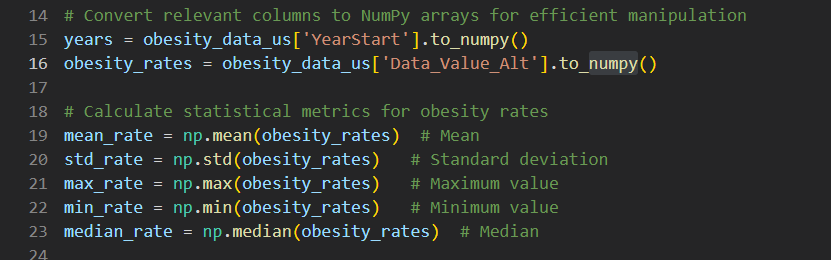 14 # Convert relevant columns to NumPy arrays for efficient manipulation
15 years = obesity_data_us['YearStart'].to_numpy()
16 obesity_rates = obesity_data_us['Data_Value_Alt'].to_numpy()
17
18 # Calculate statistical metrics for obesity rates
19 mean_rate = np.mean(obesity_rates)  # Mean
20 std_rate = np.std(obesity_rates)   # Standard deviation
21 max_rate = np.max(obesity_rates)   # Maximum value
22 min_rate = np.min(obesity_rates)   # Minimum value
23 median_rate = np.median(obesity_rates)  # Median
24